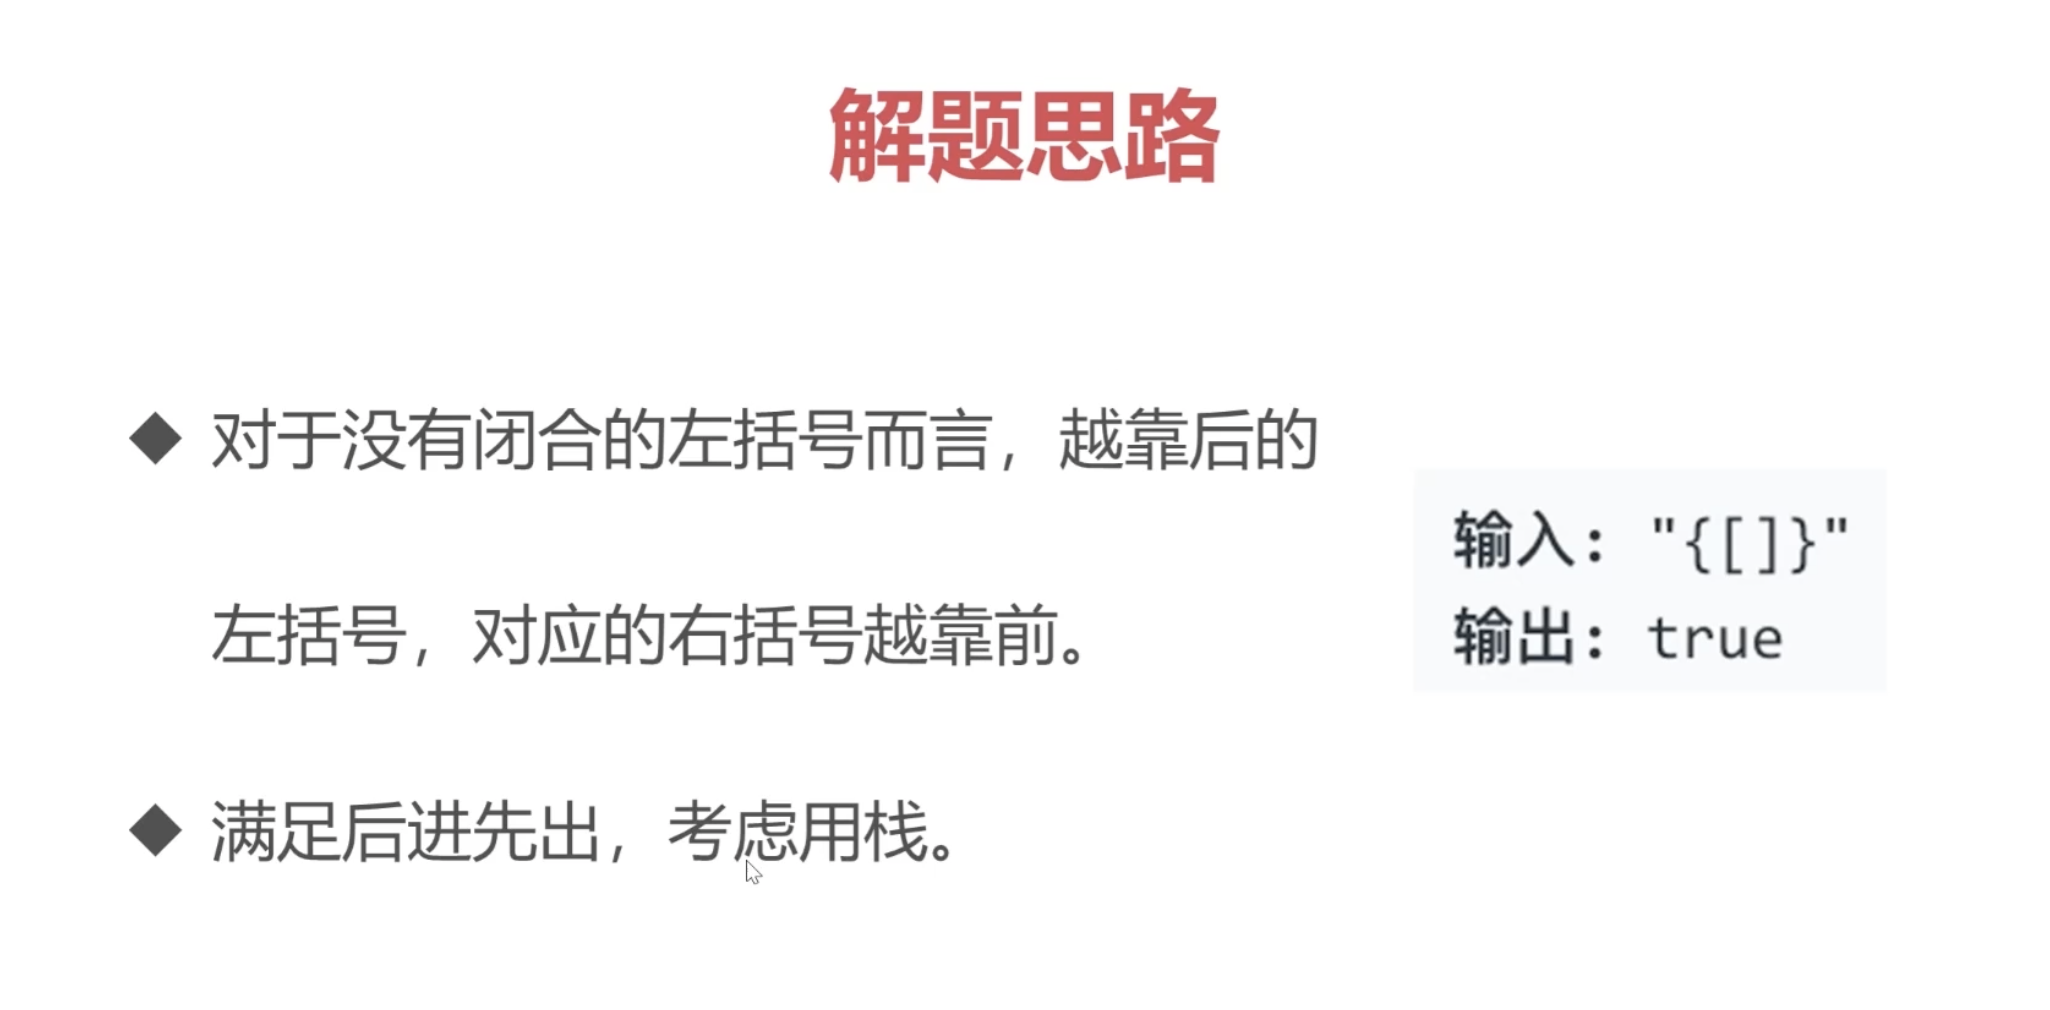 解题思路
◆ 对于没有闭合的左括号而言，越靠后的
左括号，对应的右括号越靠前。
◆ 满足后进先出，考虑用栈。
输入： "{[]}"
输出： true